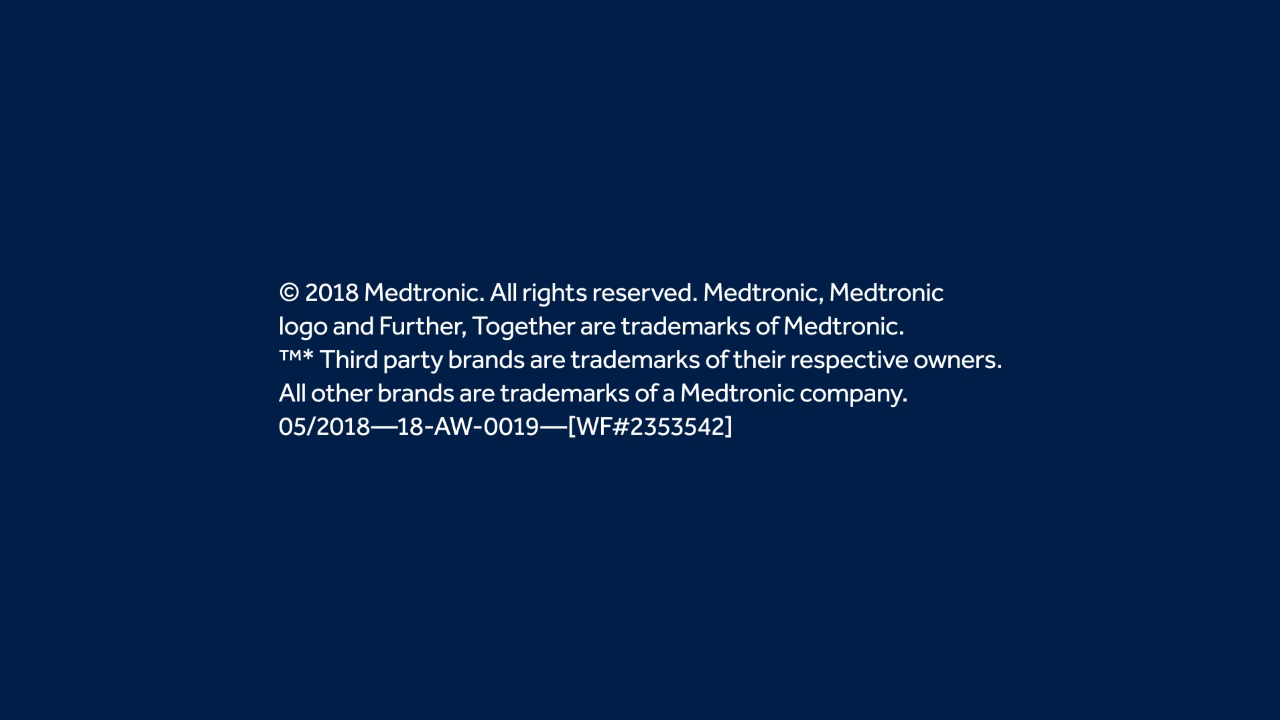 © 2018 Medtronic. All rights reserved. Medtronic, Medtronic
logo and Further, Together are trademarks of Medtronic.
™* Third party brands are trademarks of their respective owners.
All other brands are trademarks of a Medtronic company.
05/2018—18-AW-0019—[WF#2353542]